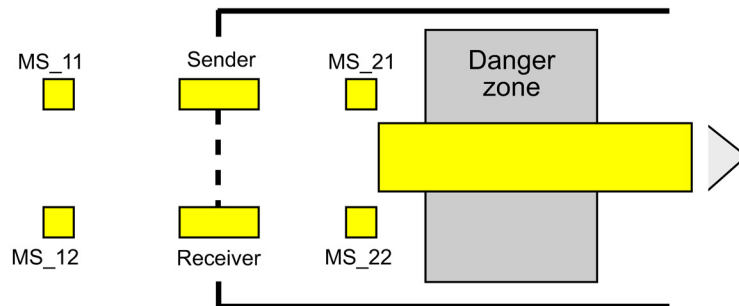 MS_11
Sender
MS_21
Danger
zone
MS_12
Receiver
MS_22